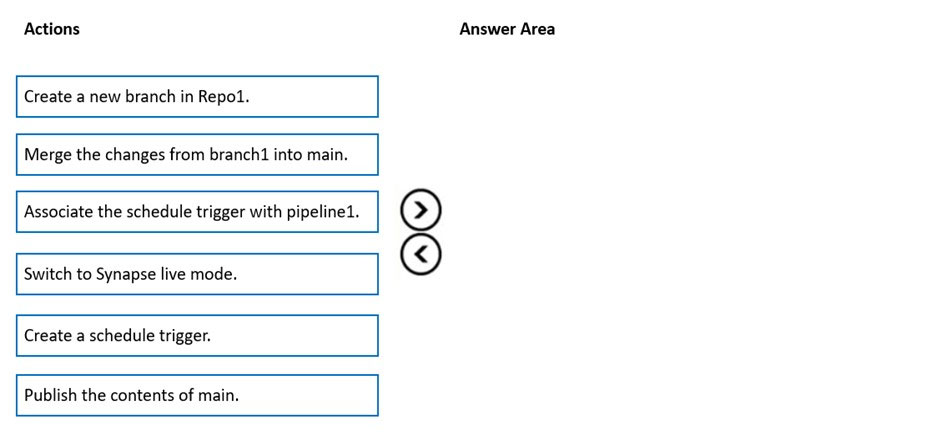 Actions
Answer Area
Create a new branch in Repo1.
Merge the changes from branch1 into main.
Associate the schedule trigger with pipeline1.
Switch to Synapse live mode.
Create a schedule trigger.
Publish the contents of main.